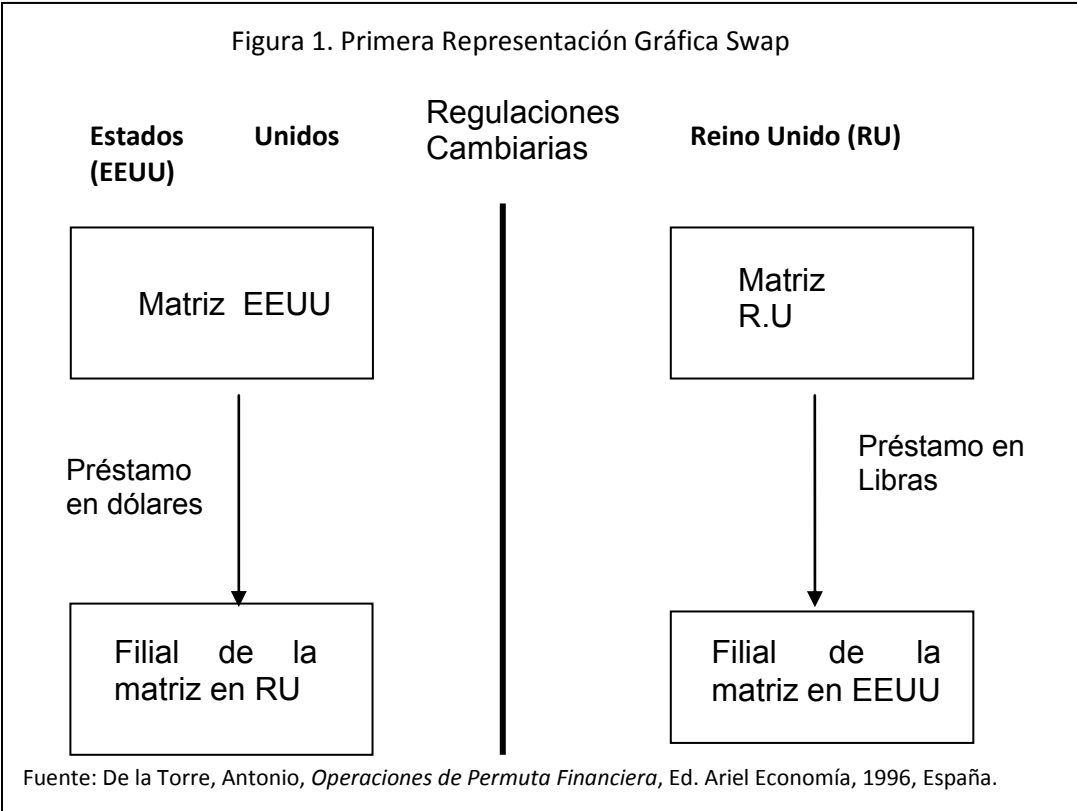 Figura 1. Primera Representación Gráfica Swap
Estados Unidos
(EEUU)
Regulaciones
Cambiarias
Reino Unido (RU)
Matriz EEUU
Matriz
R.U
Préstamo
en dólares
Préstamo en
Libras
Filial de la
matriz en RU
Filial de la
matriz en EEUU
Fuente: De la Torre, Antonio, Operaciones de Permuta Financiera, Ed. Ariel Economía, 1996, España.